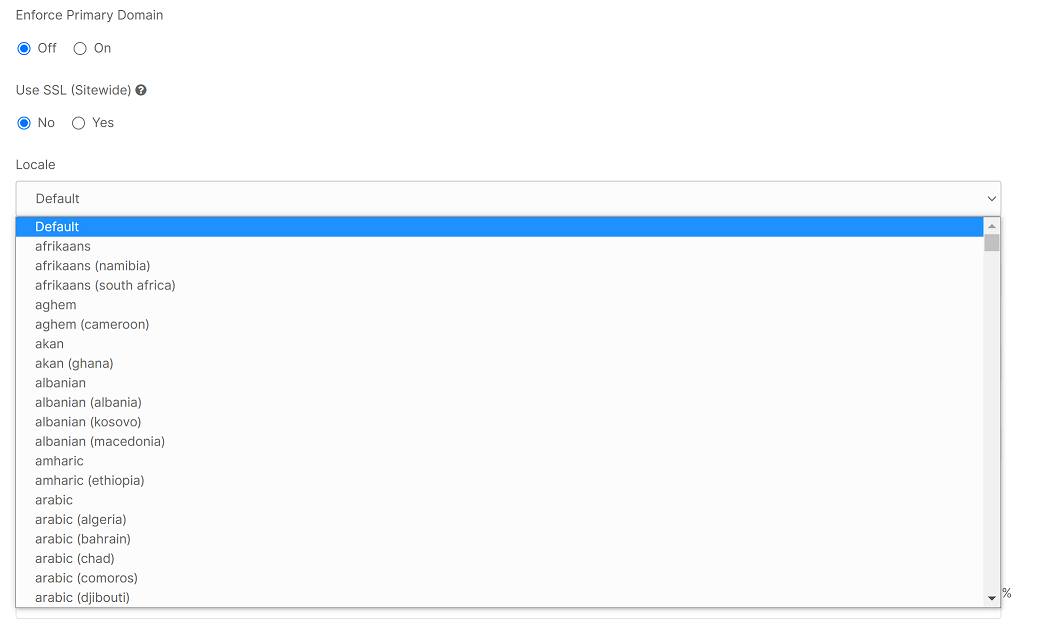 Enforce Primary Domain
Off On
Use SSL (Sitewide) ?
No Yes
Locale
Default
Default
afrikaans
afrikaans (namibia)
afrikaans (south africa)
aghem
aghem (cameroon)
akan
akan (ghana)
albanian
albanian (albania)
albanian (kosovo)
albanian (macedonia)
amharic
amharic (ethiopia)
arabic
arabic (algeria)
arabic (bahrain)
arabic (chad)
arabic (comoros)
%
arabic (djibouti)